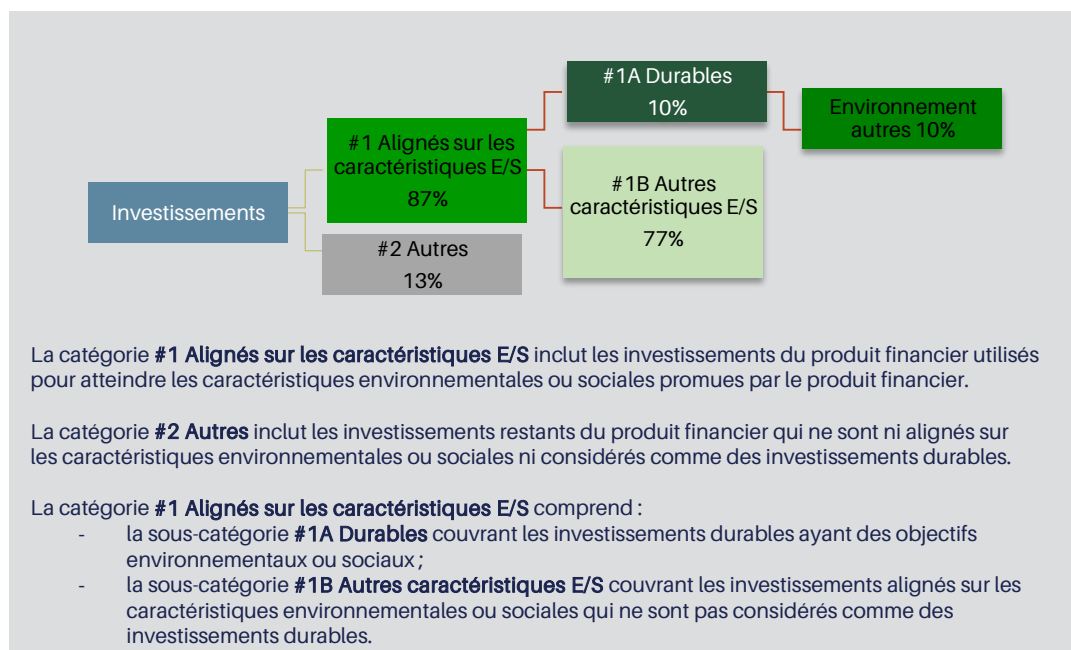 #1A Durables
10%
Environnement
autres 10%
#1 Alignés sur les
caractéristiques E/S
87%
#1B Autres
caractéristiques E/S
77%
Investissements
#2 Autres
13%
La catégorie #1 Alignés sur les caractéristiques E/S inclut les investissements du produit financier utilisés
pour atteindre les caractéristiques environnementales ou sociales promues par le produit financier.
La catégorie #2 Autres inclut les investissements restants du produit financier qui ne sont ni alignés sur
les caractéristiques environnementales ou sociales ni considérés comme des investissements durables.
La catégorie #1 Alignés sur les caractéristiques E/S comprend :
- la sous-catégorie #1A Durables couvrant les investissements durables ayant des objectifs
environnementaux ou sociaux ;
- la sous-catégorie #1B Autres caractéristiques E/S couvrant les investissements alignés sur les
caractéristiques environnementales ou sociales qui ne sont pas considérés comme des
investissements durables.